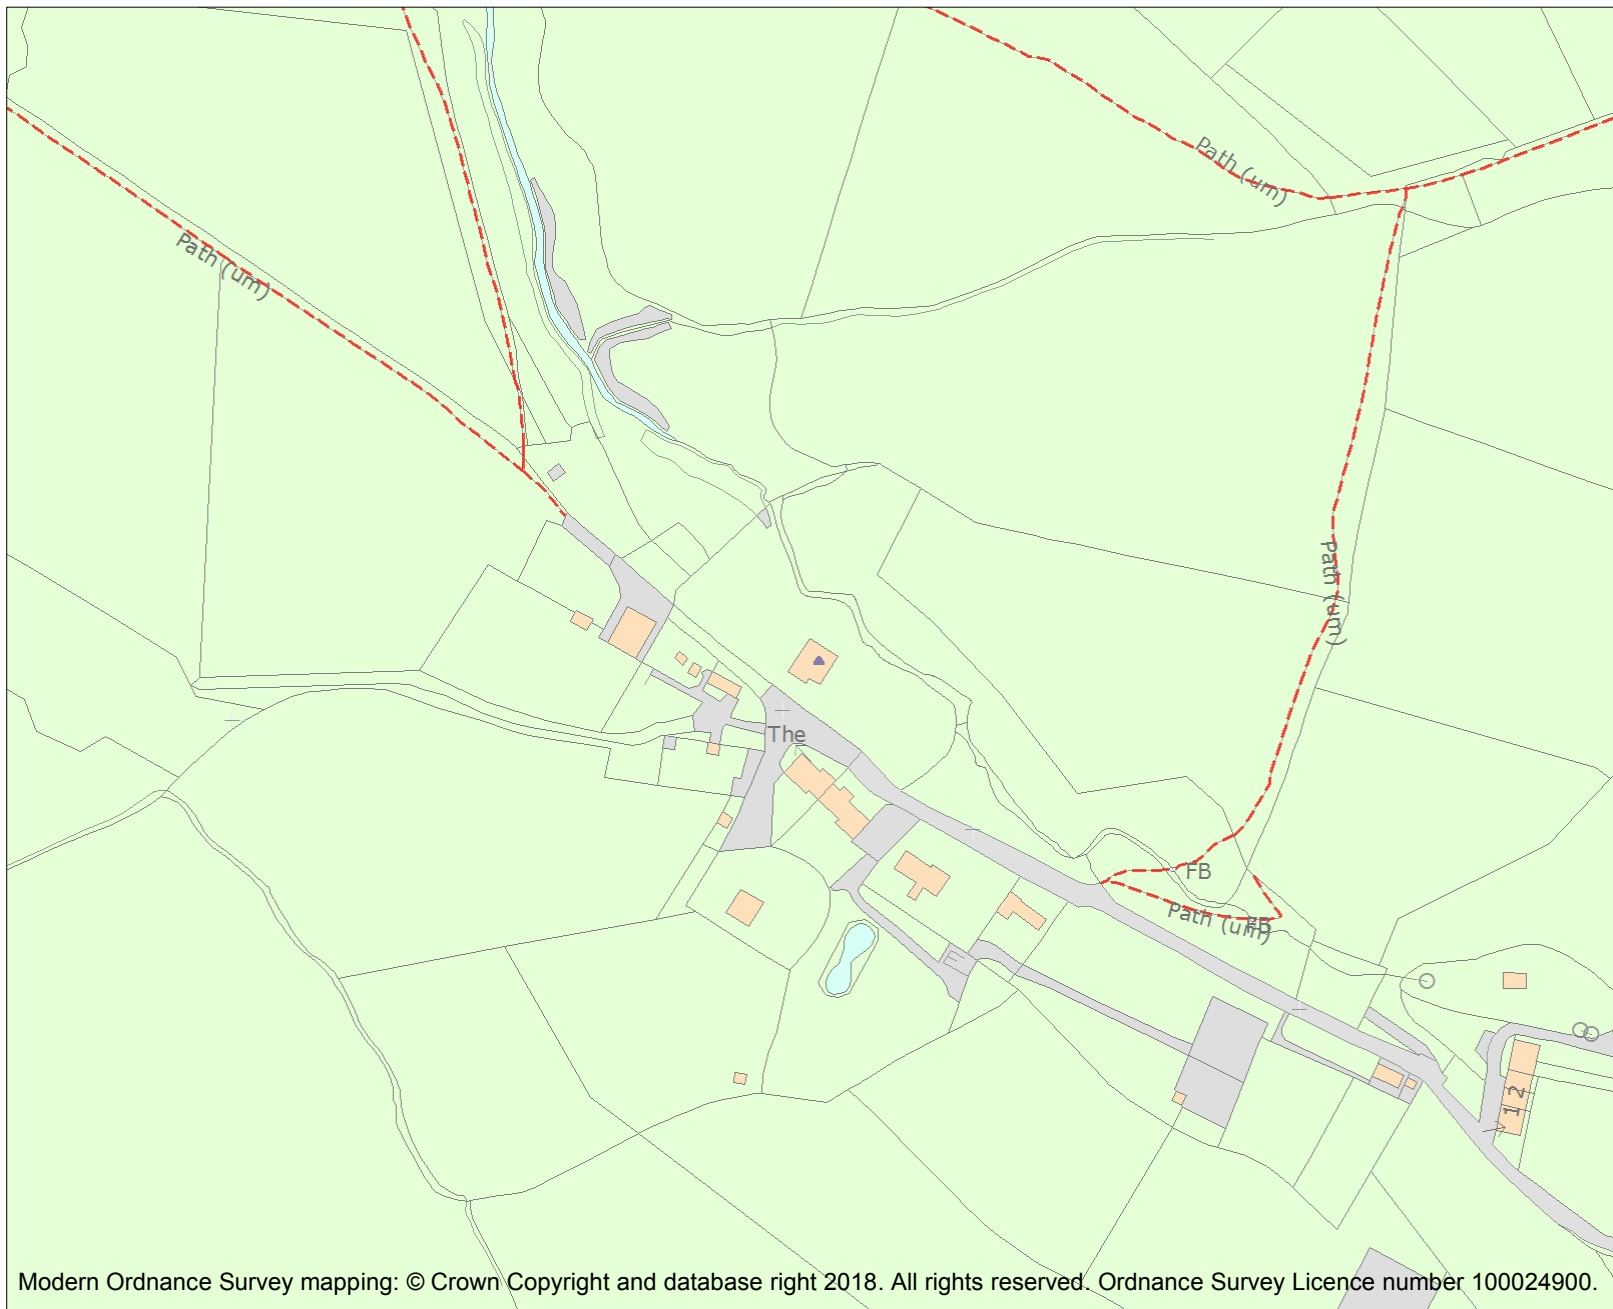 Path (um)
Path (um)
Path (um)
The
FB
Path (um)
FB
1 2
Modern Ordnance Survey mapping: © Crown Copyright and database right 2018. All rights reserved. Ordnance Survey Licence number 100024900.